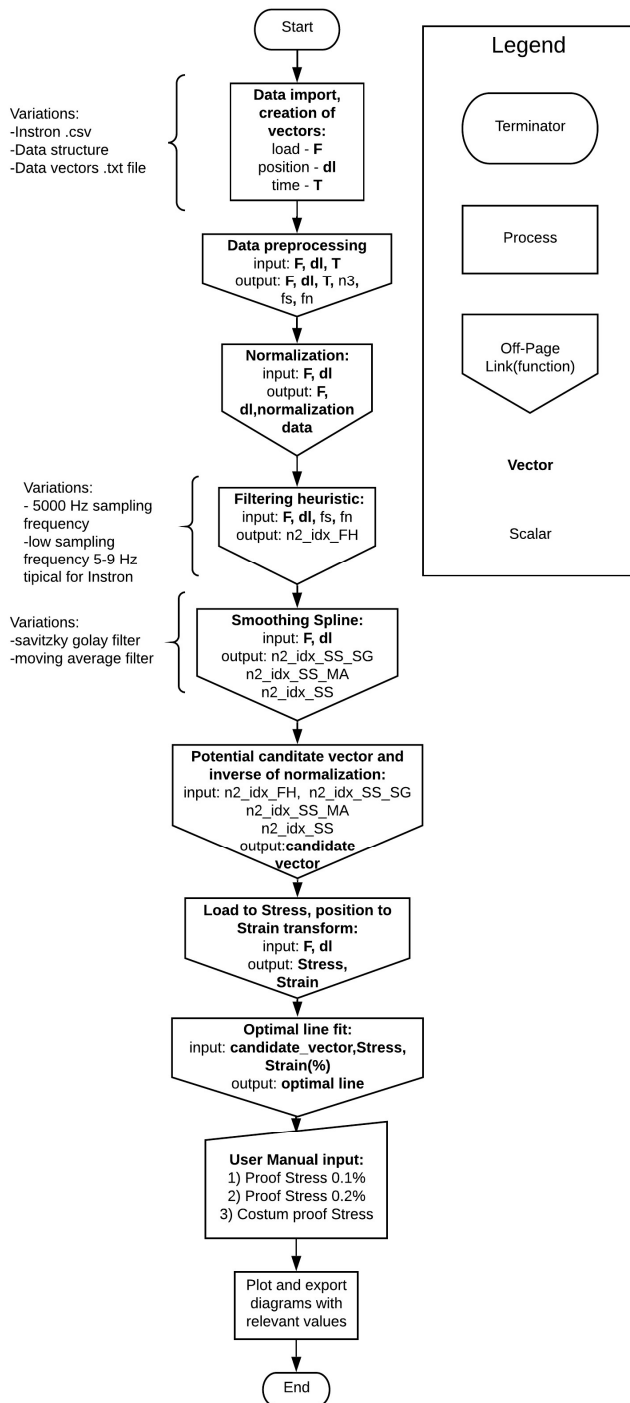 Start
Variations:
-Instron .csv
-Data structure
-Data vectors .txt file
Data import,
creation of
vectors:
load - F
position - dl
time - T
Data preprocessing
input: F, dl, T
output: F, dl, T, n3,
fs, fn
Normalization:
input: F, dl
output: F,
dl,normalization
data
Variations:
- 5000 Hz sampling
frequency
-low sampling
frequency 5-9 Hz
tipical for Instron
Filtering heuristic:
input: F, dl, fs, fn
output: n2_idx_FH
Variations:
-savitzky golay filter
-moving average filter
Smoothing Spline:
input: F, dl
output: n2_idx_SS_SG
n2_idx_SS_MA
n2_idx_SS
Potential canditate vector and
inverse of normalization:
input: n2_idx_FH, n2_idx_SS_SG
n2_idx_SS_MA
n2_idx_SS
output:candidate
vector
Load to Stress, position to
Strain transform:
input: F, dl
output: Stress,
Strain
Optimal line fit:
input: candidate_vector,Stress,
Strain(%)
output: optimal line
User Manual input:
1) Proof Stress 0.1%
2) Proof Stress 0.2%
3) Costum proof Stress
Plot and export
diagrams with
relevant values
End
Legend
Terminator
Process
Off-Page
Link(function)
Vector
Scalar